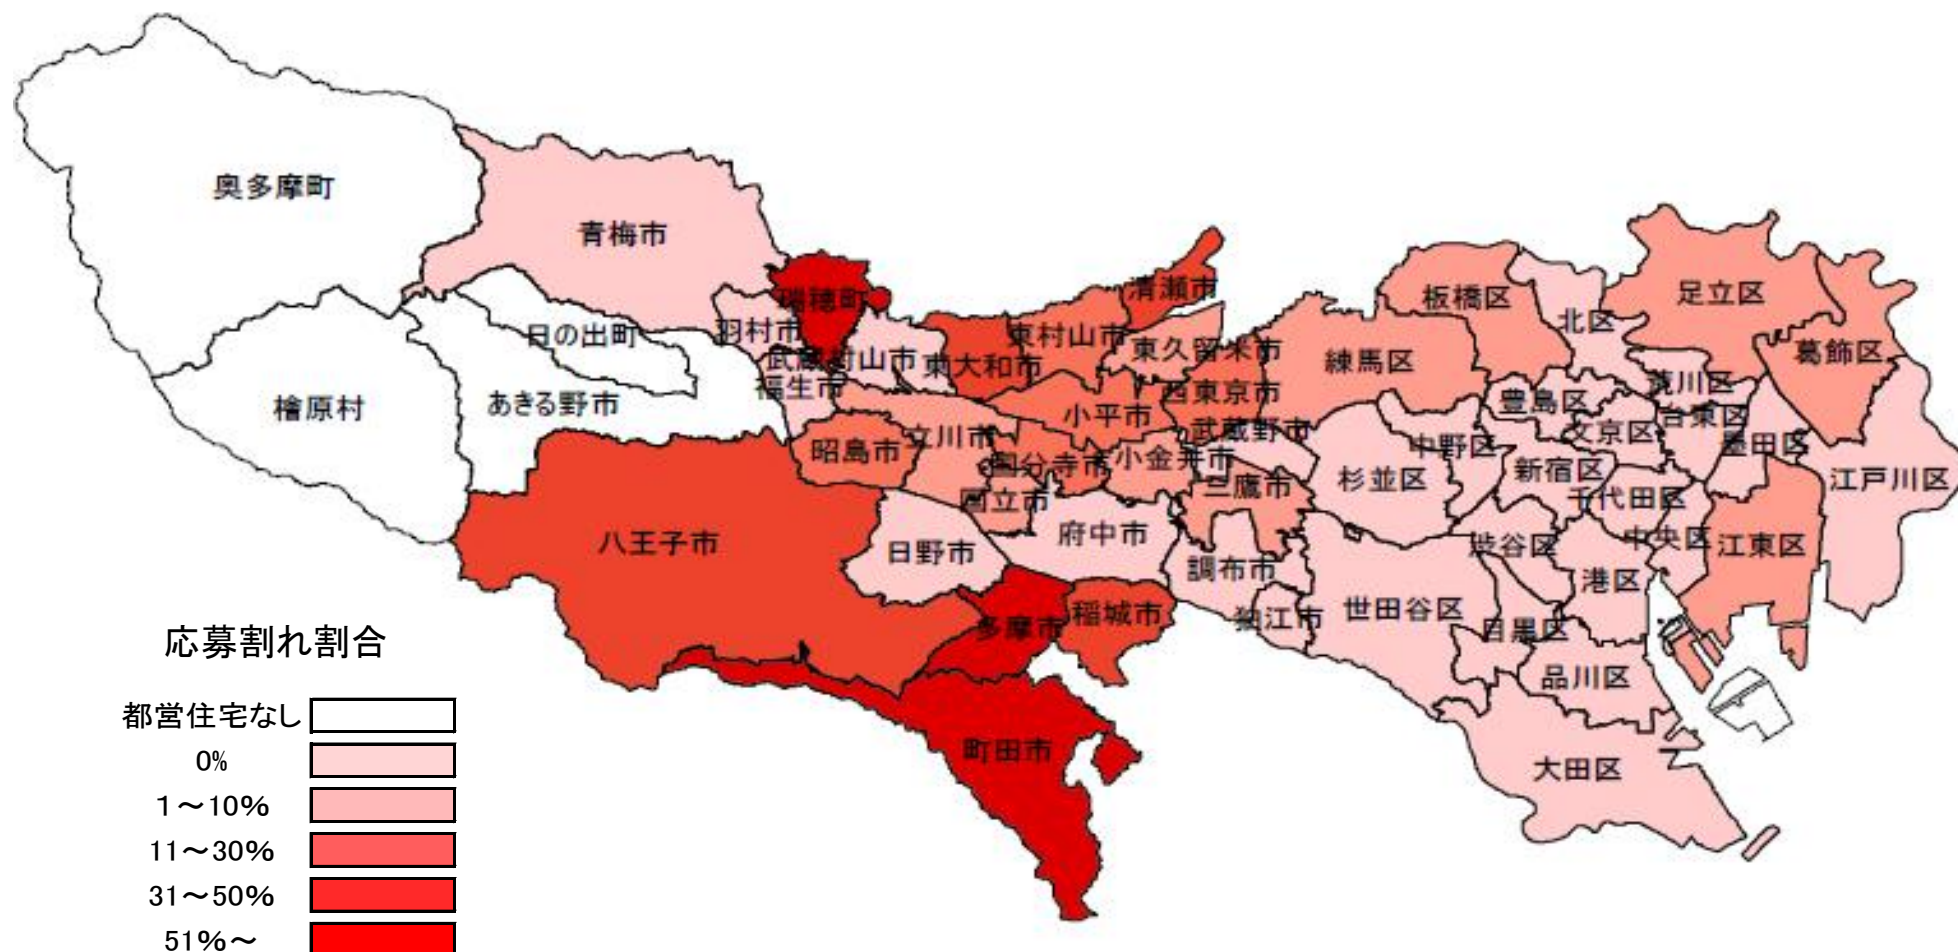 奥多摩町
青梅市
瑞穂町
清瀬市
足立区
板橋区
北区
日の出町
羽村市
東村山市
東久留米市
練馬区
葛飾区
武蔵村山市
東大和市
福生市
荒川区
檜原村
あきる野市
西東京市
豊島区
台東区
小平市
武蔵野市
文京区
墨田区
昭島市
立川市
中野区
国分寺市
小金井市
杉並区
新宿区
江戸川区
三鷹市
国立市
千代田区
八王子市
日野市
府中市
渋谷区
中央区
江東区
調布市
港区
多摩市
稲城市
狛江市
世田谷区
目黒区
品川区
町田市
大田区
応募割れ割合
都営住宅なし
0%
1～10%
11～30%
31～50%
51%～